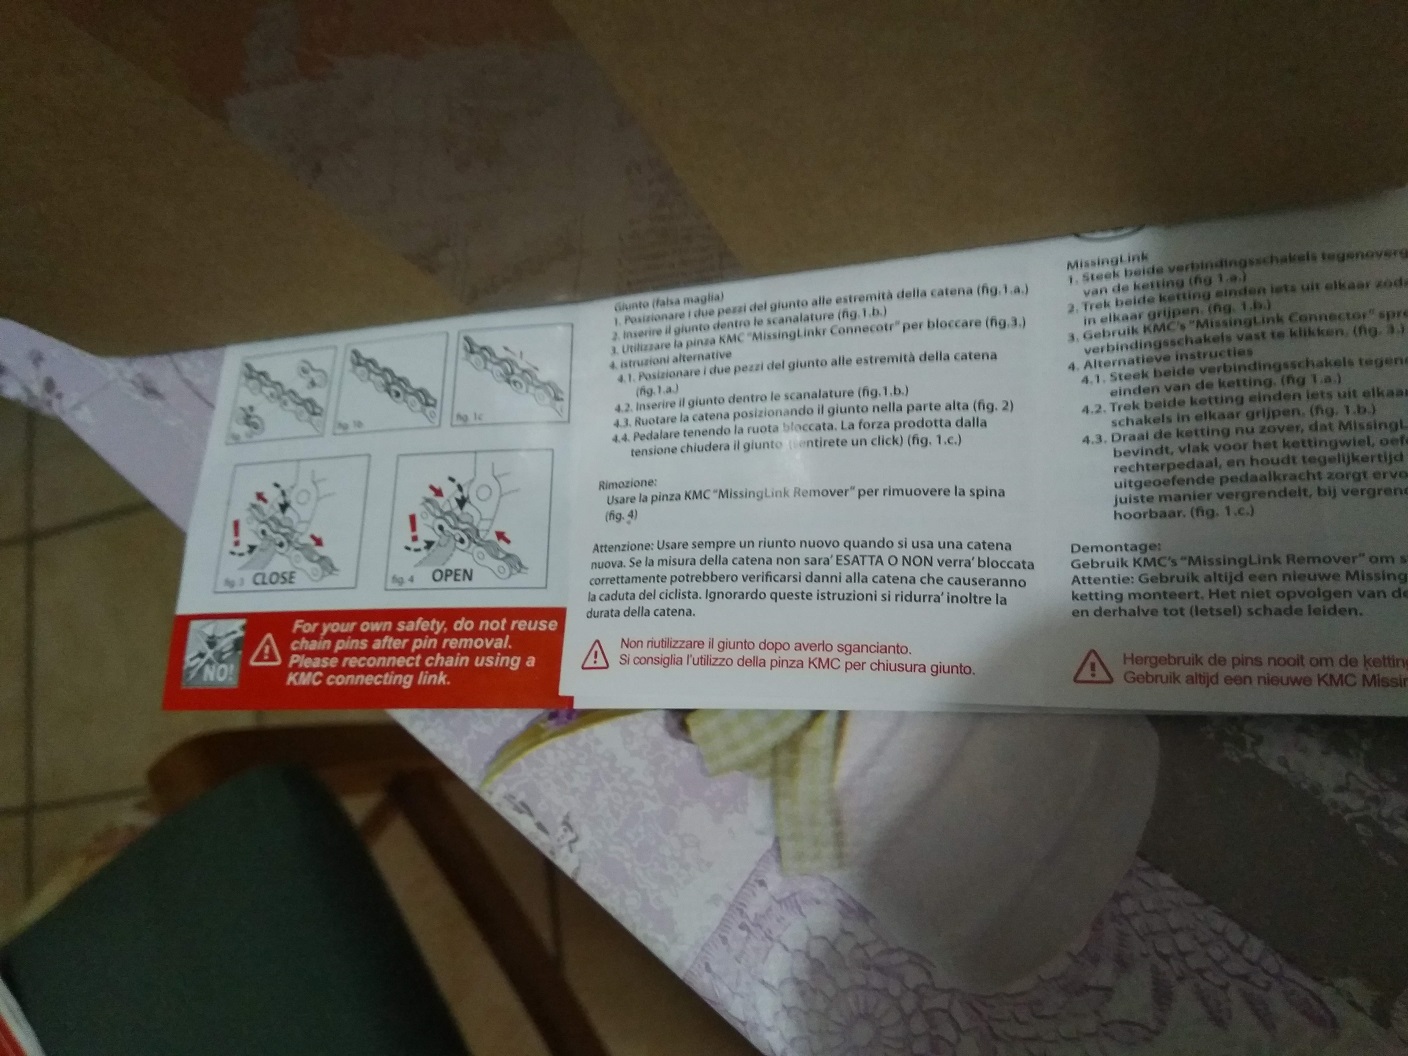 fig. 1b
fig. 1c
fig. 3 CLOSE
fig. 4 OPEN
NO!
For your own safety, do not reuse
chain pins after pin removal.
Please reconnect chain using a
KMC connecting link.
Giunto (falsa maglia)
1. Posizionare i due pezzi del giunto alle estremità della catena (fig.1.a.)
2. Inserire il giunto dentro le scanalature (fig.1.b.)
3. Utilizzare la pinza KMC "MissingLinkr Connecotr" per bloccare (fig.3.)
4. istruzioni alternative
4.1. Posizionare i due pezzi del giunto alle estremità della catena
(fig.1.a.)
4.2. Inserire il giunto dentro le scanalature (fig.1.b.)
4.3. Ruotare la catena posizionando il giunto nella parte alta (fig. 2)
4.4. Pedalare tenendo la ruota bloccata. La forza prodotta dalla
tensione chiudera il giunto (sentirete un click) (fig. 1.c.)
Rimozione:
Usare la pinza KMC "MissingLink Remover" per rimuovere la spina
(fig. 4)
Attenzione: Usare sempre un riunto nuovo quando si usa una catena
nuova. Se la misura della catena non sara' ESATTA O NON verra' bloccata
correttamente potrebbero verificarsi danni alla catena che causeranno
la caduta del ciclista. Ignorardo queste istruzioni si ridurra' inoltre la
durata della catena.
Non riutilizzare il giunto dopo averlo sganciato.
Si consiglia l'utilizzo della pinza KMC per chiusura giunto.
MissingLink
1. Steek beide verbindingsschakels tegenoverg
van de ketting (fig 1.a.)
2. Trek beide ketting einden iets uit elkaar zoda
in elkaar grijpen. (fig. 1.b.)
3. Gebruik KMC's "MissingLink Connector" spre
verbindingsschakels vast te klikken. (fig. 3.)
4. Alternatieve instructies
4.1. Steek beide verbindingsschakels tegen
einden van de ketting. (fig 1.a.)
4.2. Trek beide ketting einden iets uit elkaar
schakels in elkaar grijpen. (fig. 1.b.)
4.3. Draai de ketting nu zover, dat MissingL
bevindt, vlak voor het kettingwiel, oef
rechterpedaal, en houdt tegelijkertijd
uitgeoefende pedaalkracht zorgt ervo
juiste manier vergrendelt, bij vergren
hoorbaar. (fig. 1.c.)
Demontage:
Gebruik KMC's "MissingLink Remover" om s
Attentie: Gebruik altijd een nieuwe Missing
ketting monteert. Het niet opvolgen van de
en derhalve tot (letsel) schade leiden.
Hergebruik de pins nooit om de kettin
Gebruik altijd een nieuwe KMC Missin